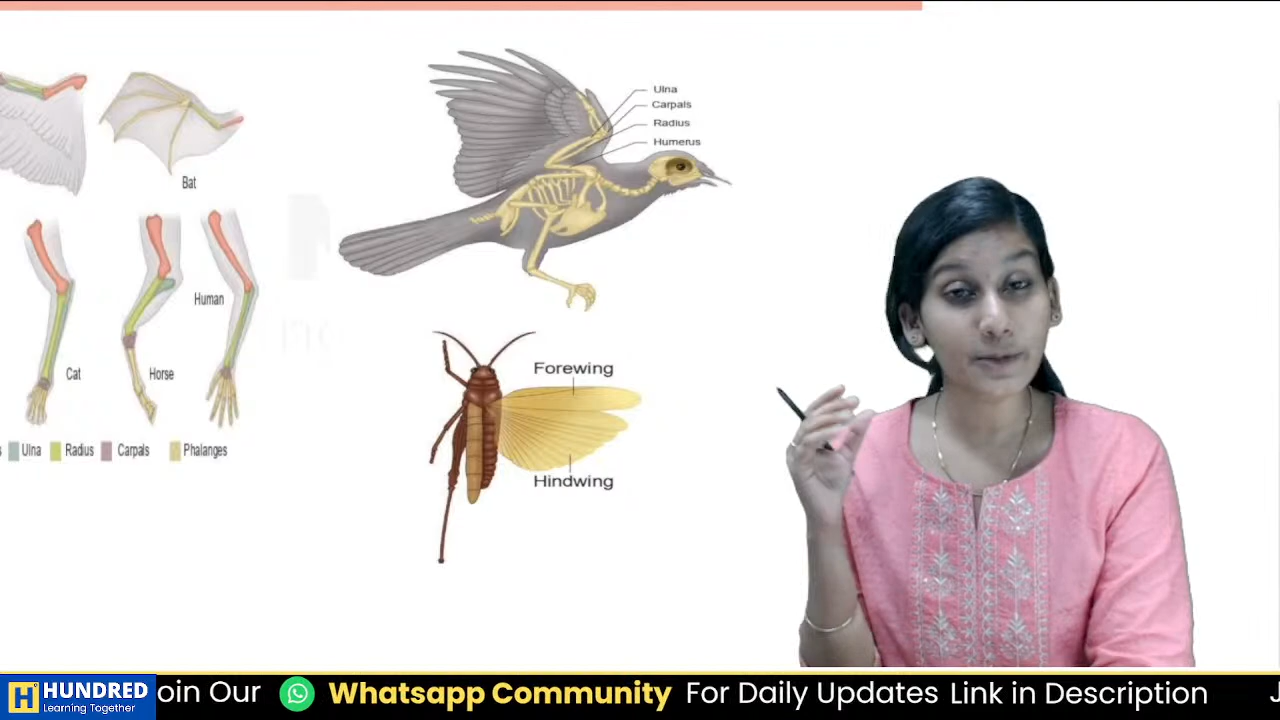 Bat
Ulna
Carpals
Radius
Humerus
Human
Cat
Horse
Ulna Radius Carpals Phalanges
Forewing
Hindwing
HUNDRED
Learning Together
oin Our Whatsapp Community For Daily Updates Link in Description J